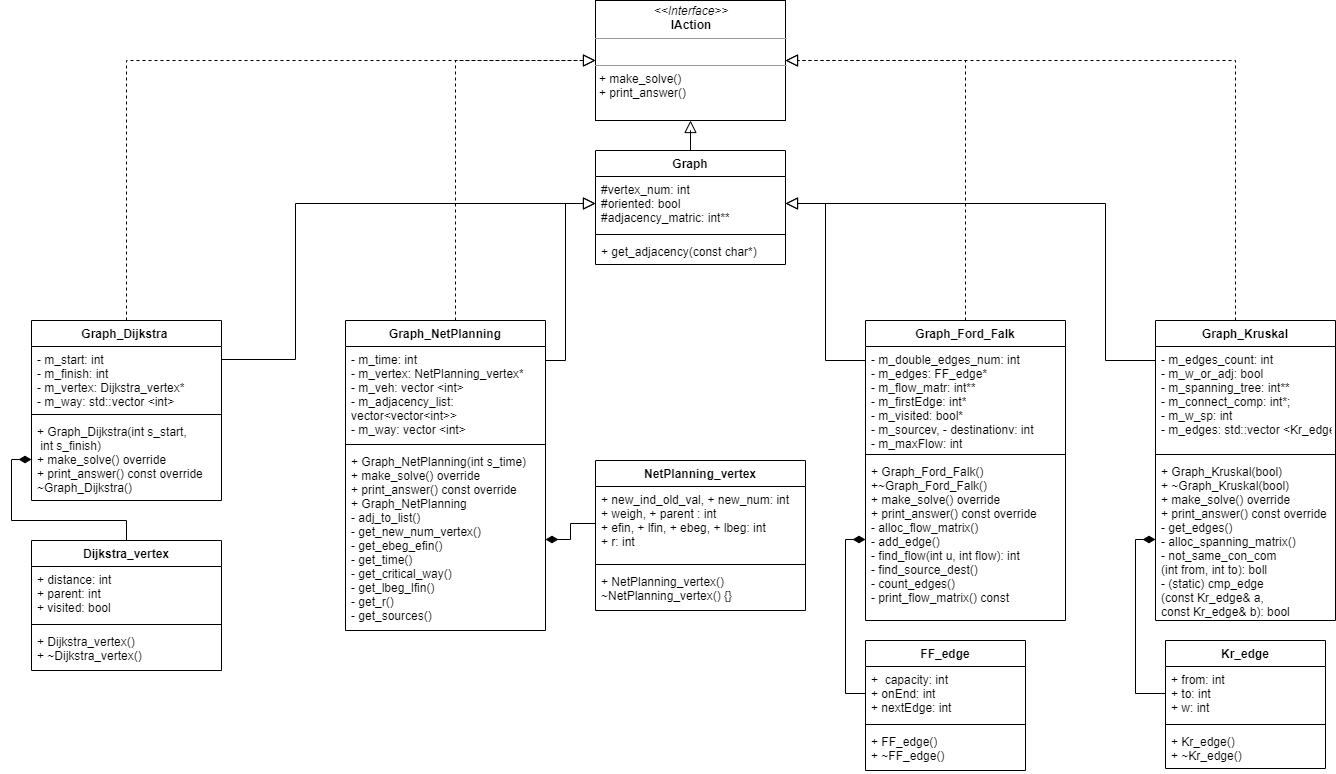 <<Interface>>
IAction
+ make_solve()
+ print_answer()
Graph
#vertex_num: int
#oriented: bool
#adjacency_matric: int**
+ get_adjacency(const char*)
Graph_Dijkstra
- m_start: int
- m_finish: int
- m_vertex: Dijkstra_vertex*
- m_way: std::vector <int>
+ Graph_Dijkstra(int s_start,
int s_finish)
+ make_solve() override
+ print_answer() const override
~Graph_Dijkstra()
Dijkstra_vertex
+ distance: int
+ parent: int
+ visited: bool
+ Dijkstra_vertex()
+ ~Dijkstra_vertex()
Graph_NetPlanning
- m_time: int
- m_vertex: NetPlanning_vertex*
- m_veh: vector <int>
- m_adjacency_list:
vector<vector<int>>
- m_way: vector <int>
+ Graph_NetPlanning(int s_time)
+ make_solve() override
+ print_answer() const override
+ Graph_NetPlanning
- adj_to_list()
- get_new_num_vertex()
- get_ebeg_efin()
- get_time()
- get_critical_way()
- get_lbeg_lfin()
- get_r()
- get_sources()
NetPlanning_vertex
+ new_ind_old_val, + new_num: int
+ weigh, + parent : int
+ efin, + lfin, + ebeg, + lbeg: int
+ r: int
+ NetPlanning_vertex()
~NetPlanning_vertex() {}
Graph_Ford_Falk
- m_double_edges_num: int
- m_edges: FF_edge*
- m_flow_matr: int**
- m_firstEdge: int*
- m_visited: bool*
- m_sourcev, - destinationv: int
- m_maxFlow: int
+ Graph_Ford_Falk()
+~Graph_Ford_Falk()
+ make_solve() override
+ print_answer() const override
- alloc_flow_matrix()
- add_edge()
- find_flow(int u, int flow): int
- find_source_dest()
- count_edges()
- print_flow_matrix() const
FF_edge
+ capacity: int
+ onEnd: int
+ nextEdge: int
+ FF_edge()
+ ~FF_edge()
Graph_Kruskal
- m_edges_count: int
- m_w_or_adj: bool
- m_spanning_tree: int**
- m_connect_comp: int*;
- m_w_sp: int
- m_edges: std::vector <Kr_edge
+ Graph_Kruskal(bool)
+ ~Graph_Kruskal(bool)
+ make_solve() override
+ print_answer() const override
- get_edges()
- alloc_spanning_matrix()
- not_same_con_com
(int from, int to): boll
- (static) cmp_edge
(const Kr_edge& a,
const Kr_edge& b): bool
Kr_edge
+ from: int
+ to: int
+ w: int
+ Kr_edge()
+ ~Kr_edge()